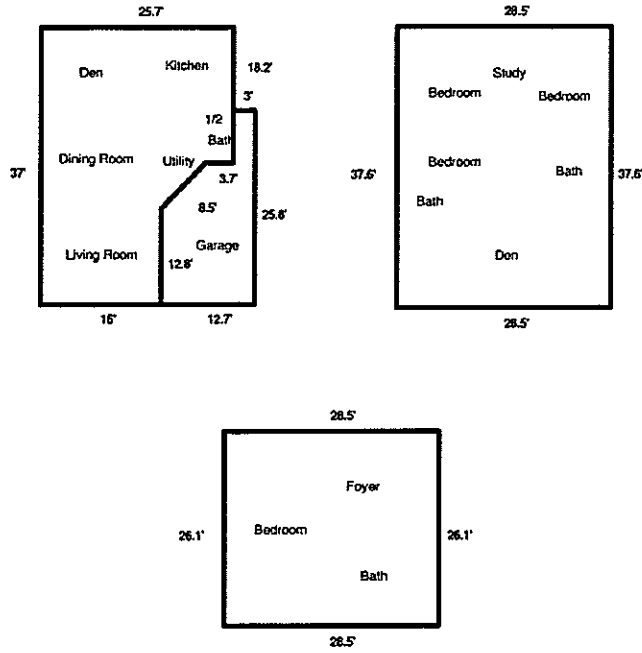 25.7'
Den
Kitchen
18.2'
3'
1/2
Bath
Dining Room
Utility
37'
3.7'
8.5'
25.8'
Garage
Living Room
12.8'
16'
12.7'
28.5'
Study
Bedroom
Bedroom
Bedroom
37.6'
Bath
37.6'
Bath
Den
28.5'
28.5'
Foyer
26.1'
Bedroom
26.1'
Bath
28.5'